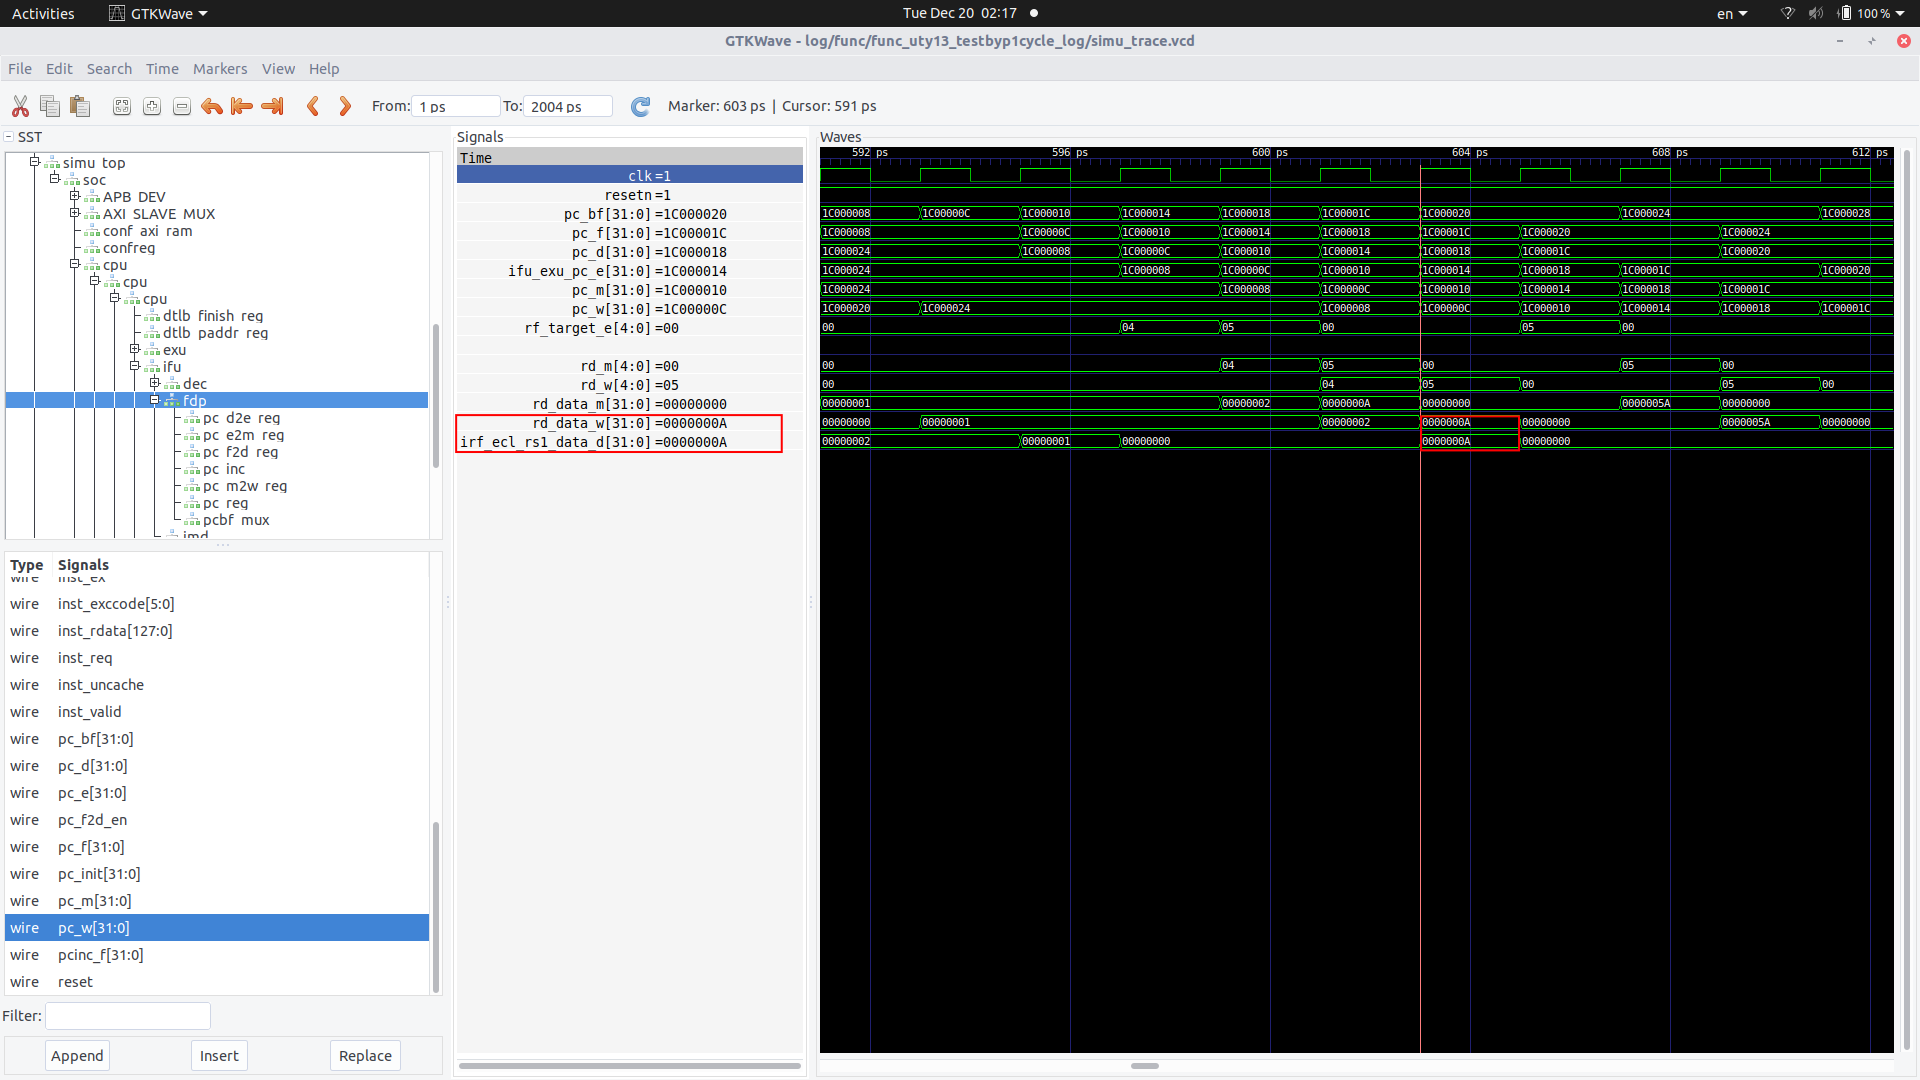 Activities GTKWave Tue Dec 20 02:17 en 100 %
GTKWave - log/func/func_uty13_testbyp1cycle_log/simu_trace.vcd
File Edit Search Time Markers View Help
From: 1 ps To: 2004 ps Marker: 603 ps | Cursor: 591 ps
SST
simu_top
soc
APB_DEV
AXI_SLAVE_MUX
conf_axi_ram
confreg
cpu
cpu
cpu
dtlb_finish_reg
dtlb_paddr_reg
exu
ifu
dec
fdp
pc_d2e_reg
pc_e2m_reg
pc_f2d_reg
pc_inc
pc_m2w_reg
pc_reg
pcbf_mux
imd
Type Signals
wire inst_ex
wire inst_exccode[5:0]
wire inst_rdata[127:0]
wire inst_req
wire inst_uncache
wire inst_valid
wire pc_bf[31:0]
wire pc_d[31:0]
wire pc_e[31:0]
wire pc_f2d_en
wire pc_f[31:0]
wire pc_init[31:0]
wire pc_m[31:0]
wire pc_w[31:0]
wire pcinc_f[31:0]
wire reset
Filter:
Append Insert Replace
Signals
Time
clk =1
resetn =1
pc_bf[31:0] =1C000020
pc_f[31:0] =1C00001C
pc_d[31:0] =1C000018
ifu_exu_pc_e[31:0] =1C000014
pc_m[31:0] =1C000010
pc_w[31:0] =1C00000C
rf_target_e[4:0] =00
rd_m[4:0] =00
rd_w[4:0] =05
rd_data_m[31:0] =00000000
rd_data_w[31:0] =0000000A
irf_ecl_rs1_data_d[31:0] =0000000A
Waves
592 ps 596 ps 600 ps 604 ps 608 ps 612 ps
1C000008 1C00000C 1C000010 1C000014 1C000018 1C00001C 1C000020 1C000024 1C000028
1C000008 1C00000C 1C000010 1C000014 1C000018 1C00001C 1C000020 1C000024
1C000024 1C000008 1C00000C 1C000010 1C000014 1C000018 1C00001C 1C000020
1C000024 1C000008 1C00000C 1C000010 1C000014 1C000018 1C00001C 1C000020
1C000024 1C000008 1C00000C 1C000010 1C000014 1C000018 1C00001C
1C000020 1C000024 1C000008 1C00000C 1C000010 1C000014 1C000018 1C00001C
00 04 05 00 05 00
00 04 05 00 05 00
00 04 05 00 05 00
00000001 00000002 0000000A 00000000 0000005A 00000000
00000000 00000001 00000002 0000000A 00000000 0000005A 00000000
00000002 00000001 00000000 0000000A 00000000